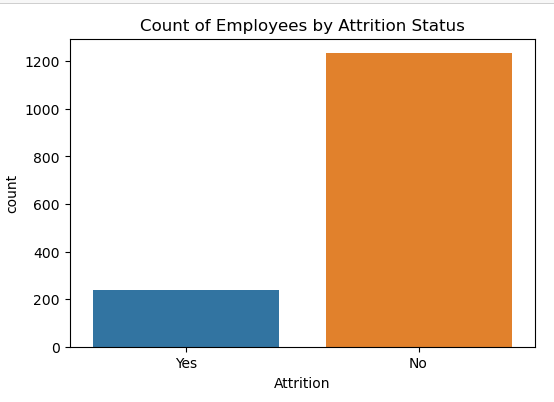 Count of Employees by Attrition Status
1200
1000
800
600
400
200
0
count
Yes No
Attrition